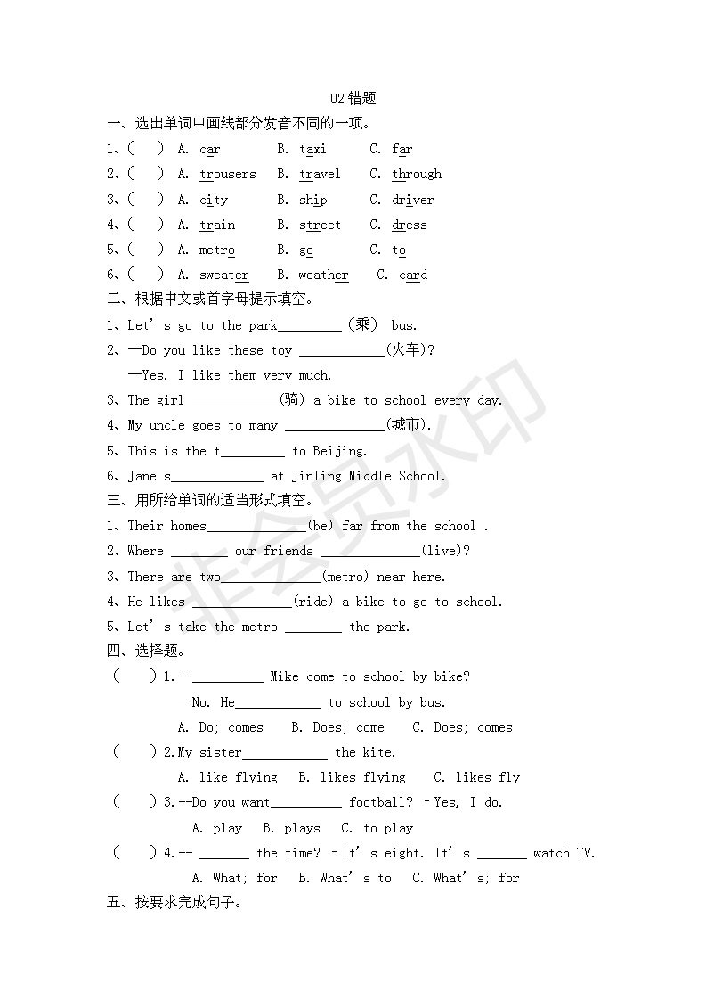 U2错题
一、选出单词中画线部分发音不同的一项。
1、(   ) A. car   B. taxi   C. far
2、(   ) A. trousers   B. travel   C. through
3、(   ) A. city   B. ship   C. driver
4、(   ) A. train   B. street   C. dress
5、(   ) A. metro   B. go   C. to
6、(   ) A. sweater   B. weather   C. card
二、根据中文或首字母提示填空。
1、Let's go to the park_________(乘) bus.
2、—Do you like these toy ____________(火车)?
—Yes. I like them very much.
3、The girl ____________(骑) a bike to school every day.
4、My uncle goes to many ______________(城市).
5、This is the t_________ to Beijing.
6、Jane s_____________ at Jinling Middle School.
三、用所给单词的适当形式填空。
1、Their homes______________(be) far from the school .
2、Where ________ our friends ______________(live)?
3、There are two______________(metro) near here.
4、He likes ______________(ride) a bike to go to school.
5、Let's take the metro ________ the park.
四、选择题。
(   )1.--__________ Mike come to school by bike?
—No. He____________ to school by bus.
A. Do; comes   B. Does; come   C. Does; comes
(   )2.My sister____________ the kite.
A. like flying   B. likes flying   C. likes fly
(   )3.--Do you want__________ football? –Yes, I do.
A. play   B. plays   C. to play
(   )4.-- _______ the time? –It's eight. It's _______ watch TV.
A. What; for   B. What's to   C. What's; for
五、按要求完成句子。
非会员水印